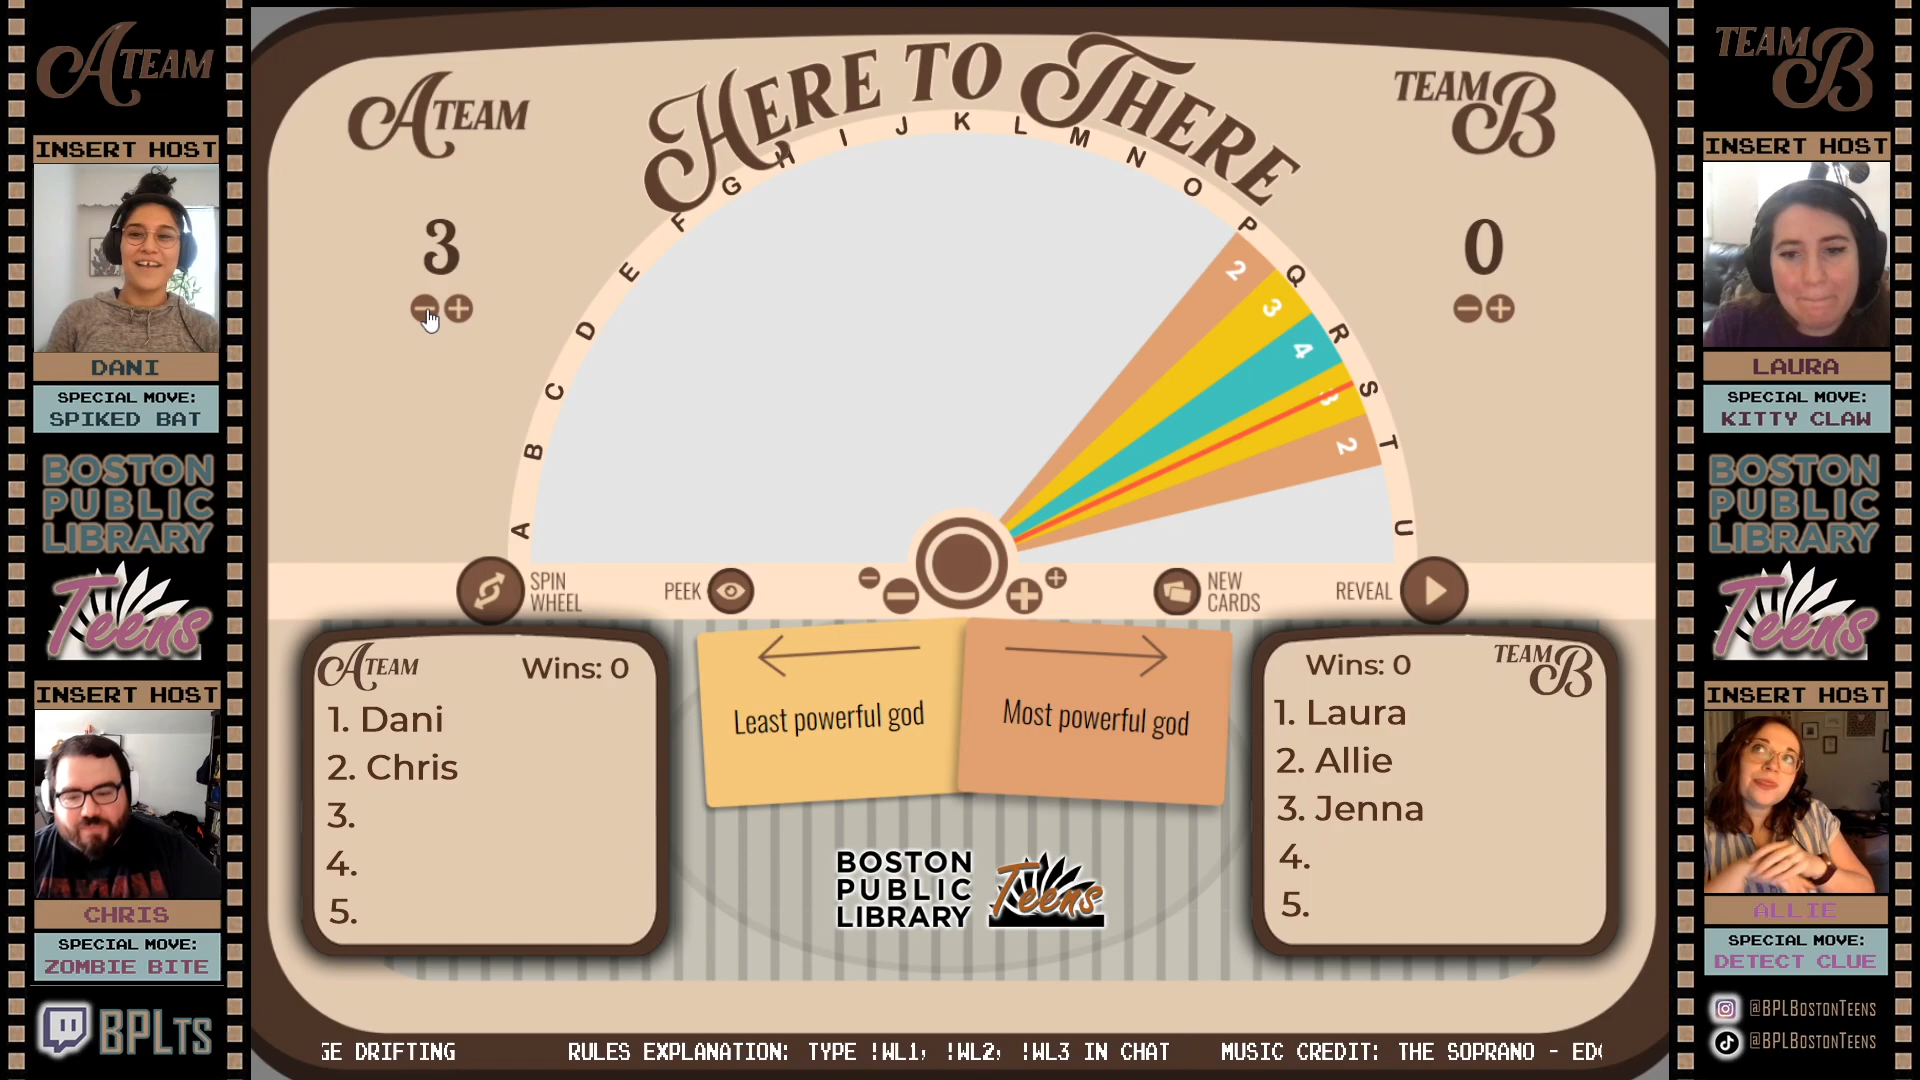 A TEAM
INSERT HOST
DANI
SPECIAL MOVE:
SPIKED BAT
BOSTON
PUBLIC
LIBRARY
Teens
INSERT HOST
CHRIS
SPECIAL MOVE:
ZOMBIE BITE
BPLTS
HERE TO THERE
A TEAM
3
TEAM B
0
A B C D E F G H I J K L M N O P Q R S T U
2
3
4
3
2
SPIN
WHEEL
PEEK
NEW
CARDS
REVEAL
A TEAM
Wins: 0
1. Dani
2. Chris
3.
4.
5.
Least powerful god
Most powerful god
BOSTON
PUBLIC
LIBRARY
Teens
Wins: 0
TEAM B
1. Laura
2. Allie
3. Jenna
4.
5.
GE DRIFTING RULES EXPLANATION: TYPE !WL1, !WL2, !WL3 IN CHAT MUSIC CREDIT: THE SOPRANO -
TEAM B
INSERT HOST
LAURA
SPECIAL MOVE:
KITTY CLAW
BOSTON
PUBLIC
LIBRARY
Teens
INSERT HOST
ALLIE
SPECIAL MOVE:
DETECT CLUE
@BPLBOSTONTEENS
@BPLBOSTONTEENS